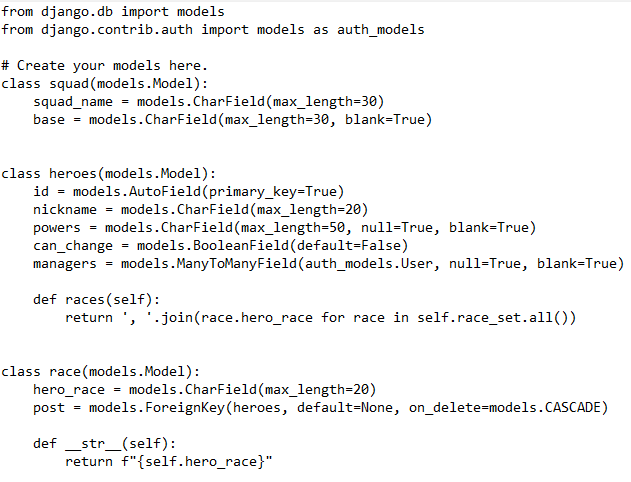 from django.db import models
from django.contrib.auth import models as auth_models
# Create your models here.
class squad(models.Model):
    squad_name = models.CharField(max_length=30)
    base = models.CharField(max_length=30, blank=True)
class heroes(models.Model):
    id = models.AutoField(primary_key=True)
    nickname = models.CharField(max_length=20)
    powers = models.CharField(max_length=50, null=True, blank=True)
    can_change = models.BooleanField(default=False)
    managers = models.ManyToManyField(auth_models.User, null=True, blank=True)
    def races(self):
        return ', '.join(race.hero_race for race in self.race_set.all())
class race(models.Model):
    hero_race = models.CharField(max_length=20)
    post = models.ForeignKey(heroes, default=None, on_delete=models.CASCADE)
    def __str__(self):
        return f"{self.hero_race}"